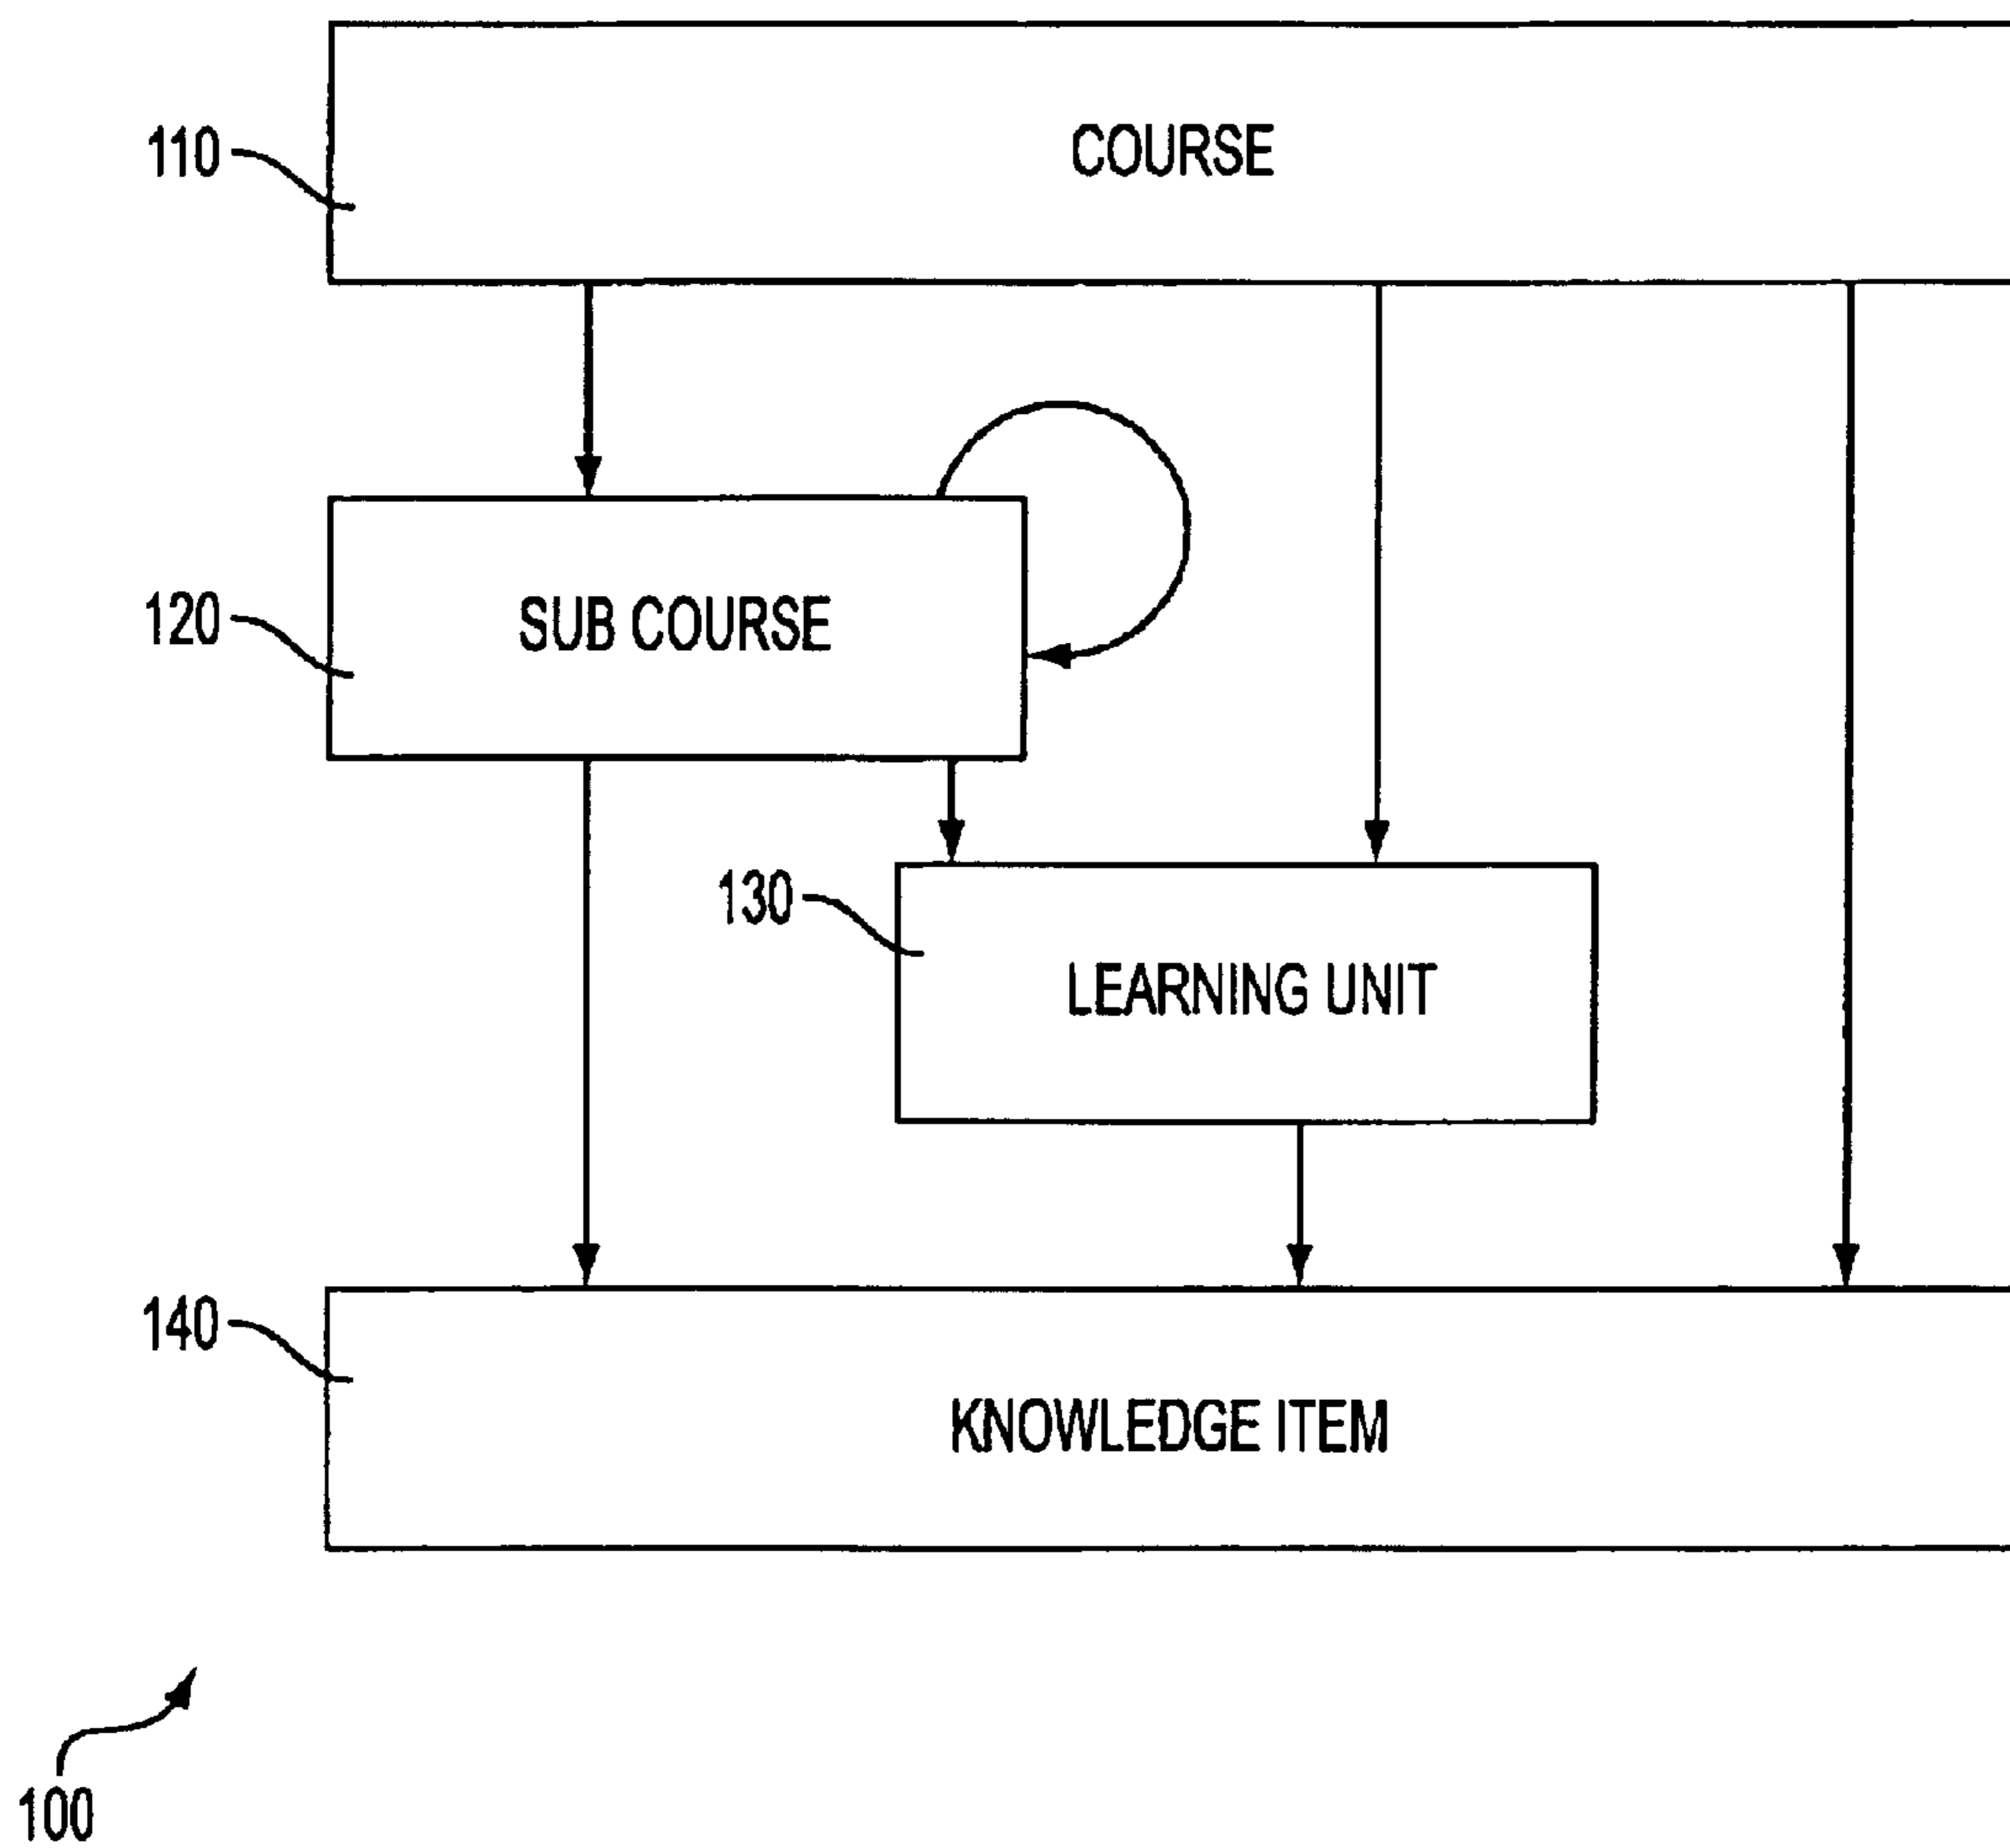 COURSE
110
SUB COURSE
120
130
LEARNING UNIT
140
KNOWLEDGE ITEM
100